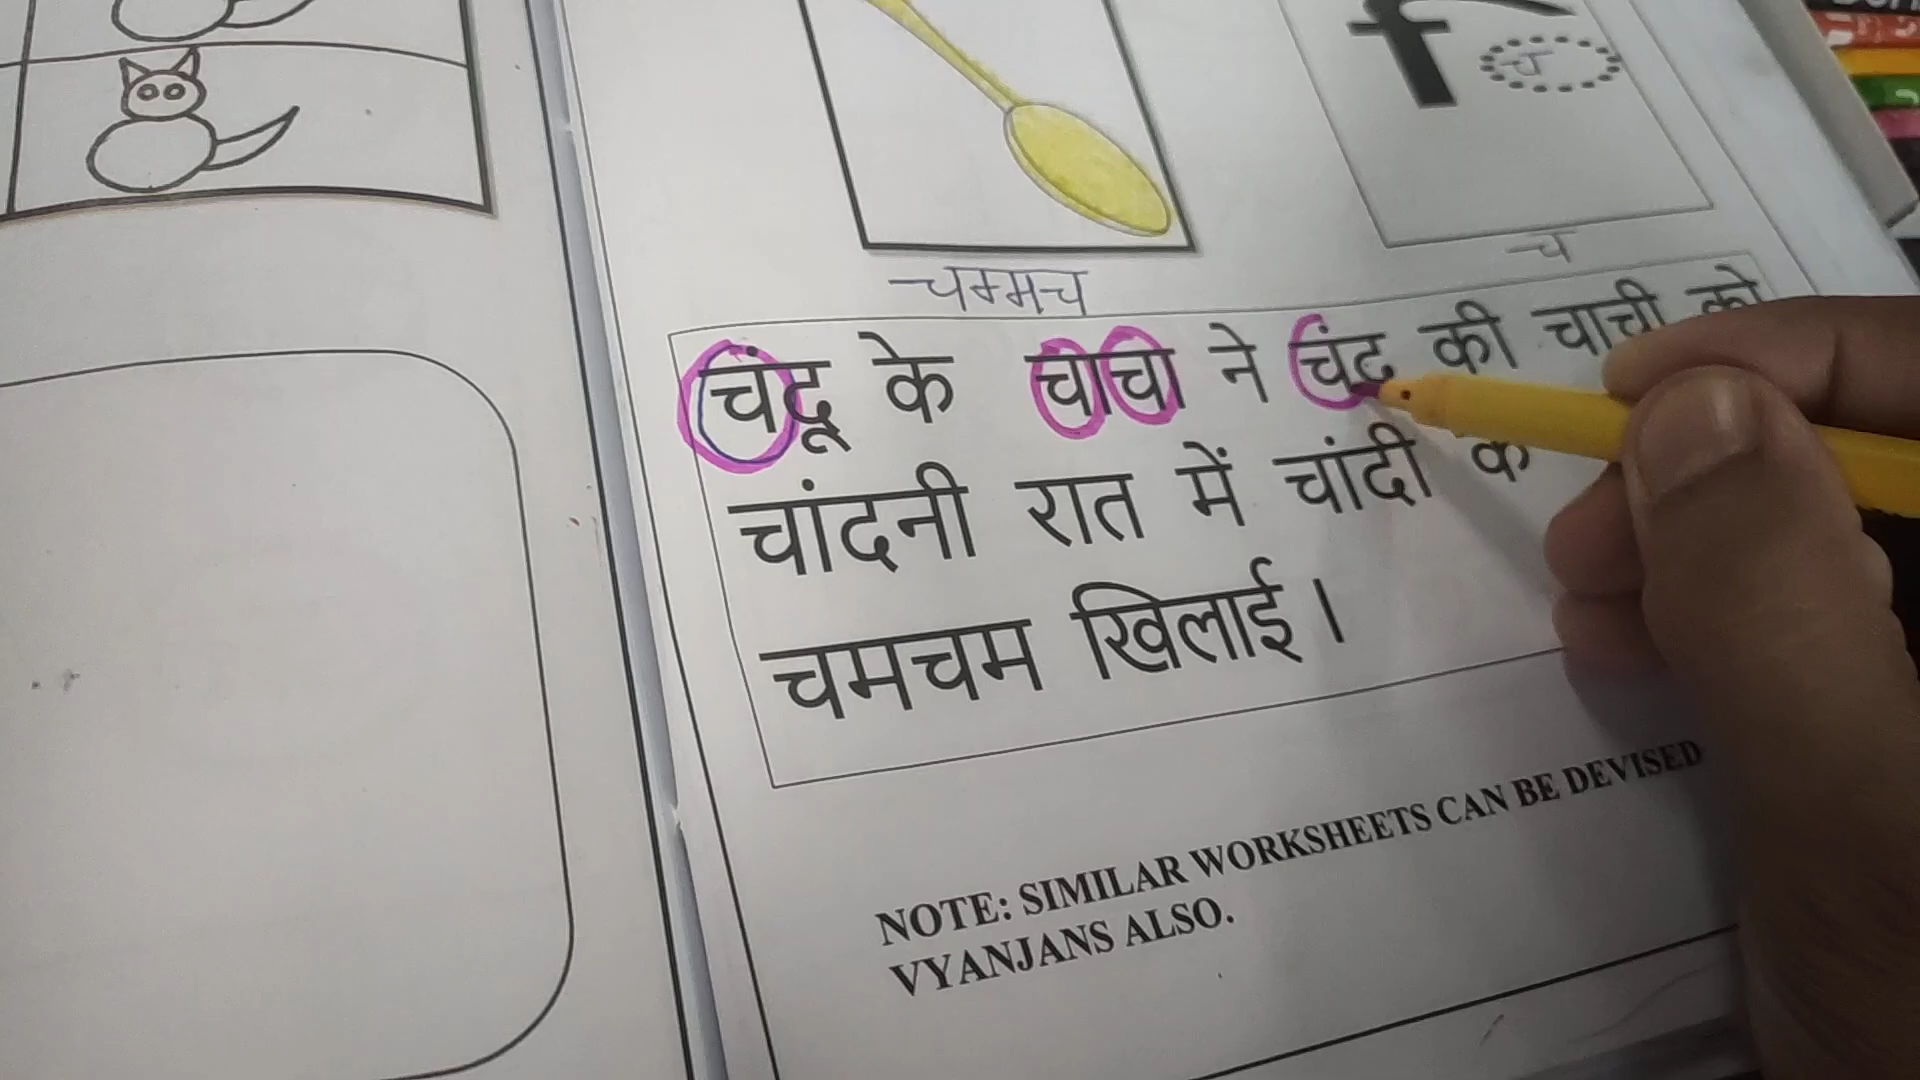 च
चम्मच
च
चंदू के चाचा ने चंदू की चाची को
चांदनी रात में चांदी के
चमचम खिलाई।
NOTE: SIMILAR WORKSHEETS CAN BE DEVISED
VYANJANS ALSO.